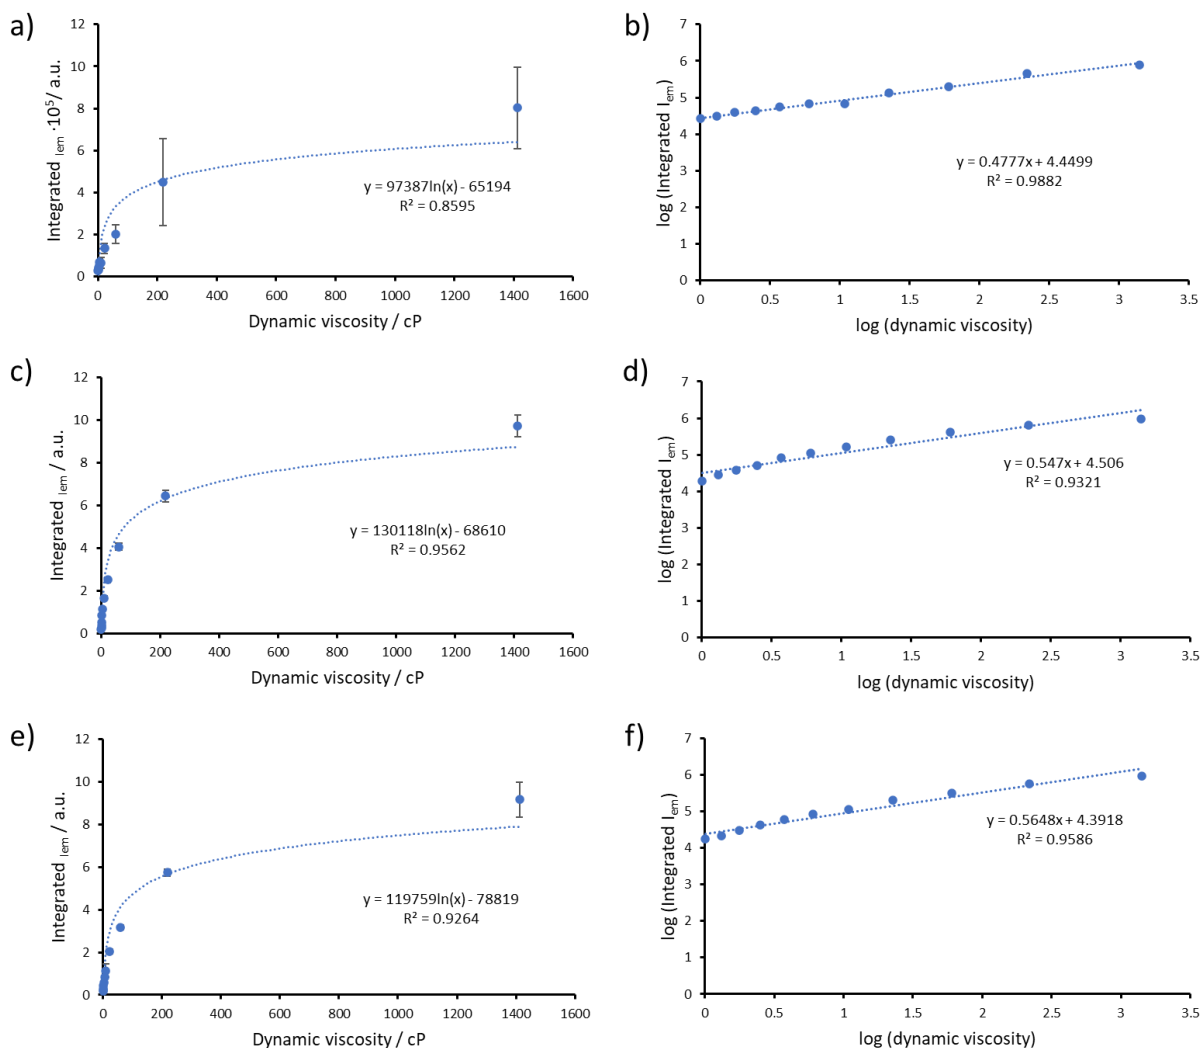 a)
12
10
8
6
4
2
0
Integrated Iem ·10⁵/ a.u.
y = 97387ln(x) - 65194
R² = 0.8595
0 200 400 600 800 1000 1200 1400 1600
Dynamic viscosity / cP
b)
7
6
5
4
3
2
1
0
log (Integrated Iem)
y = 0.4777x + 4.4499
R² = 0.9882
0 0.5 1 1.5 2 2.5 3 3.5
log (dynamic viscosity)
c)
12
10
8
6
4
2
0
Integrated Iem / a.u.
y = 130118ln(x) - 68610
R² = 0.9562
0 200 400 600 800 1000 1200 1400 1600
Dynamic viscosity / cP
d)
7
6
5
4
3
2
1
0
log (Integrated Iem)
y = 0.547x + 4.506
R² = 0.9321
0 0.5 1 1.5 2 2.5 3 3.5
log (dynamic viscosity)
e)
12
10
8
6
4
2
0
Integrated Iem / a.u.
y = 119759ln(x) - 78819
R² = 0.9264
0 200 400 600 800 1000 1200 1400 1600
Dynamic viscosity / cP
f)
7
6
5
4
3
2
1
0
log (Integrated Iem)
y = 0.5648x + 4.3918
R² = 0.9586
0 0.5 1 1.5 2 2.5 3 3.5
log (dynamic viscosity)